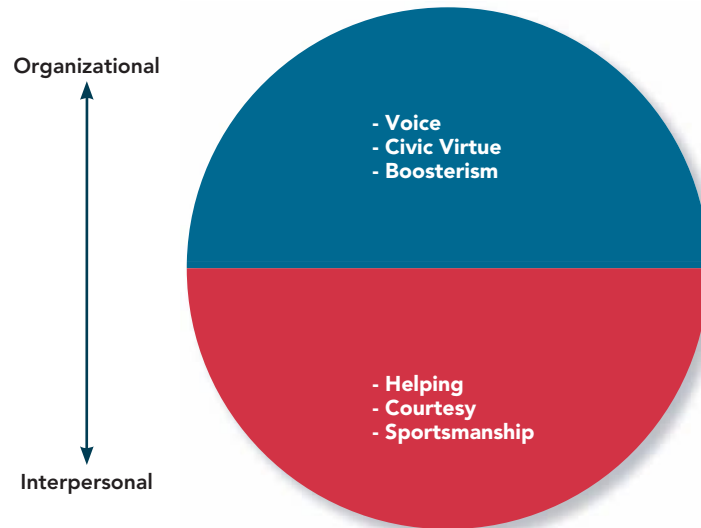 Organizational
- Voice
- Civic Virtue
- Boosterism
- Helping
- Courtesy
- Sportsmanship
Interpersonal